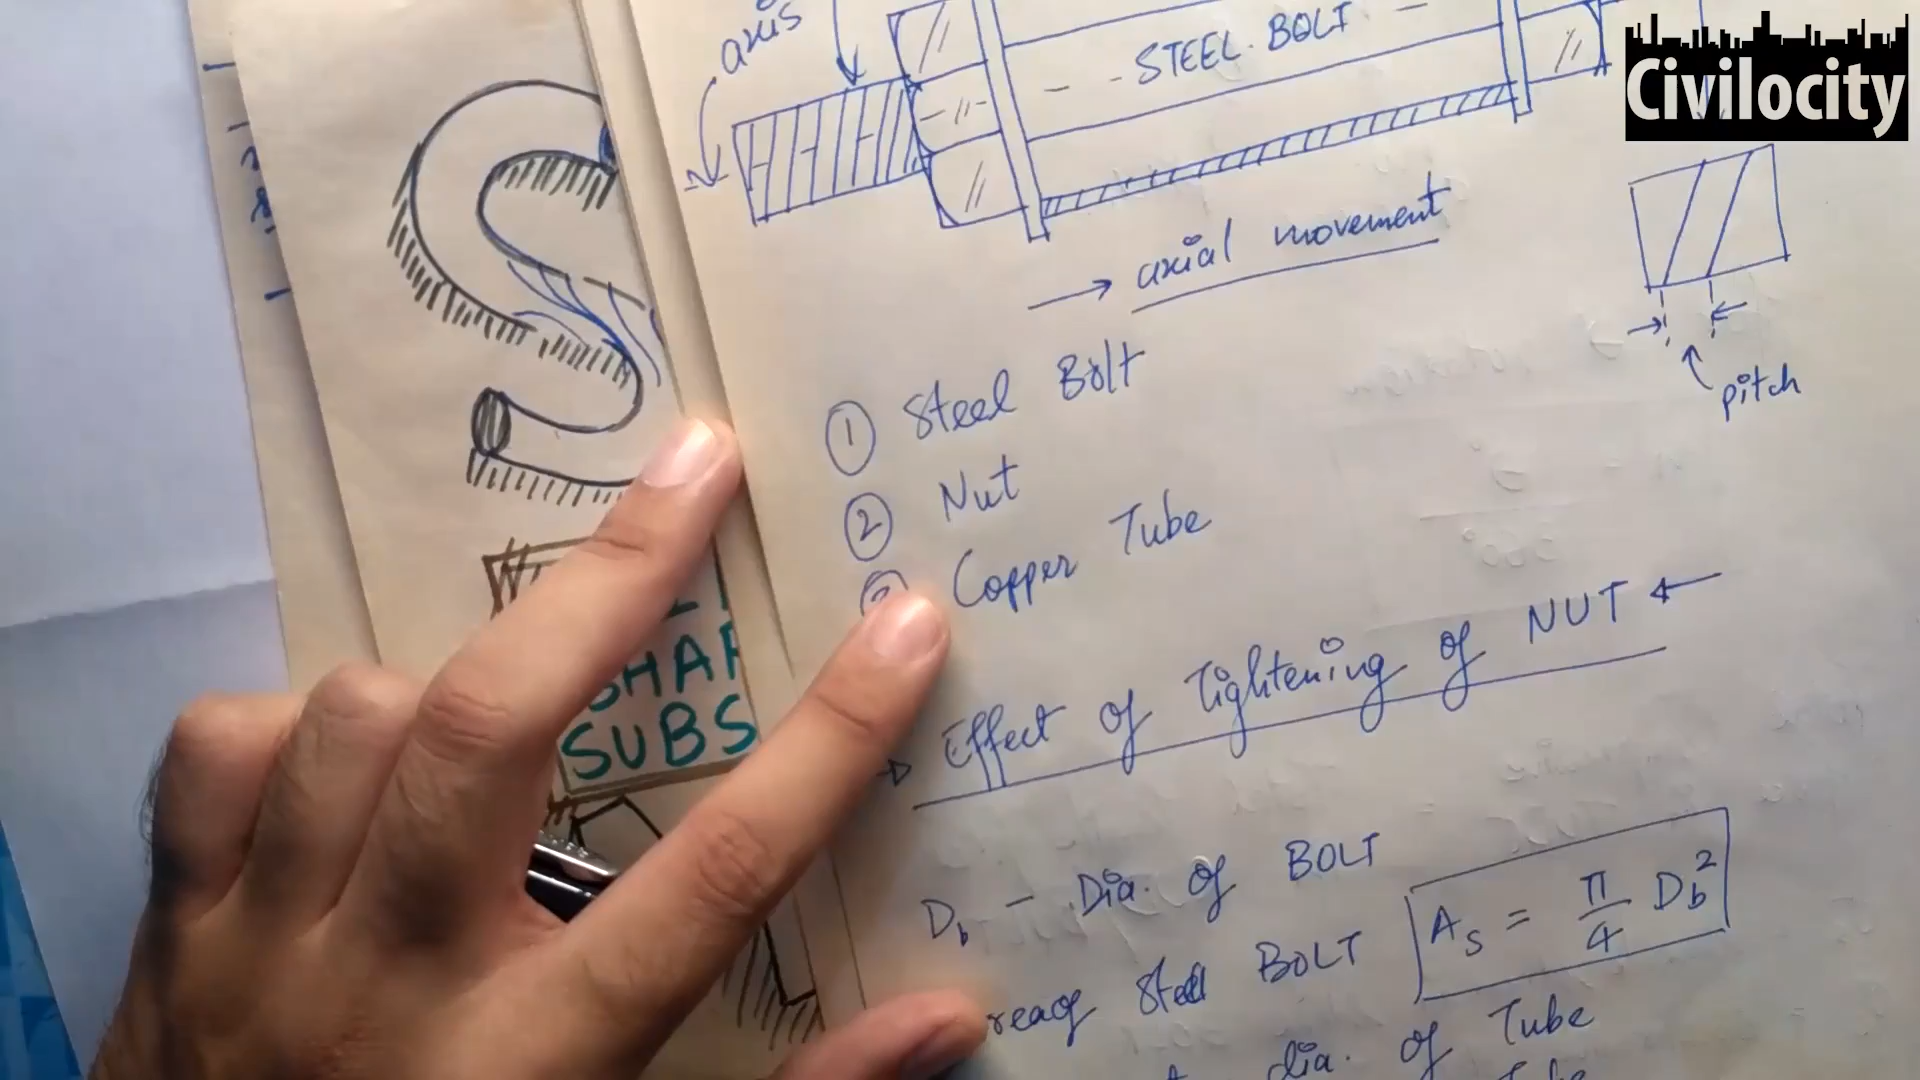 axis
STEEL BOLT
Civilocity
→ axial movement
pitch
① Steel Bolt
② Nut
Copper Tube
Effect of Tightening of NUT ←
D_b - Dia. of BOLT
Steel BOLT
A_s = π/4 D_b²
dia. of Tube
SUBS